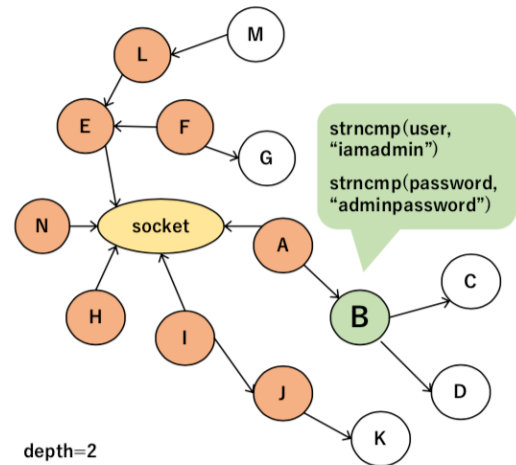 M
L
E
F
G
strncmp(user,
“iamadmin”)
strncmp(password,
“adminpassword”)
N
socket
A
C
B
H
I
D
J
K
depth=2